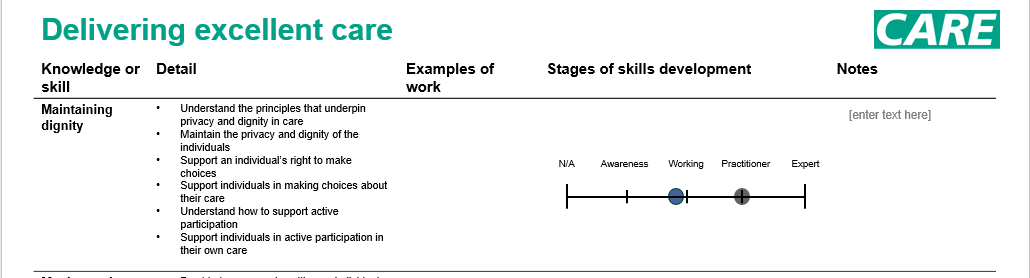 Delivering excellent care
CARE
Knowledge or
skill
Detail
Examples of
work
Stages of skills development
Notes
Maintaining
dignity
• Understand the principles that underpin
privacy and dignity in care
• Maintain the privacy and dignity of the
individuals
• Support an individual's right to make
choices
• Support individuals in making choices about
their care
• Understand how to support active
participation
• Support individuals in active participation in
their own care
N/A Awareness Working Practitioner Expert
[enter text here]